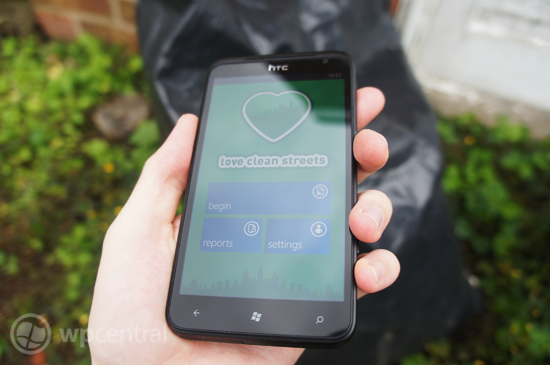 hTC
love clean streets
begin
reports
settings
wpcentral